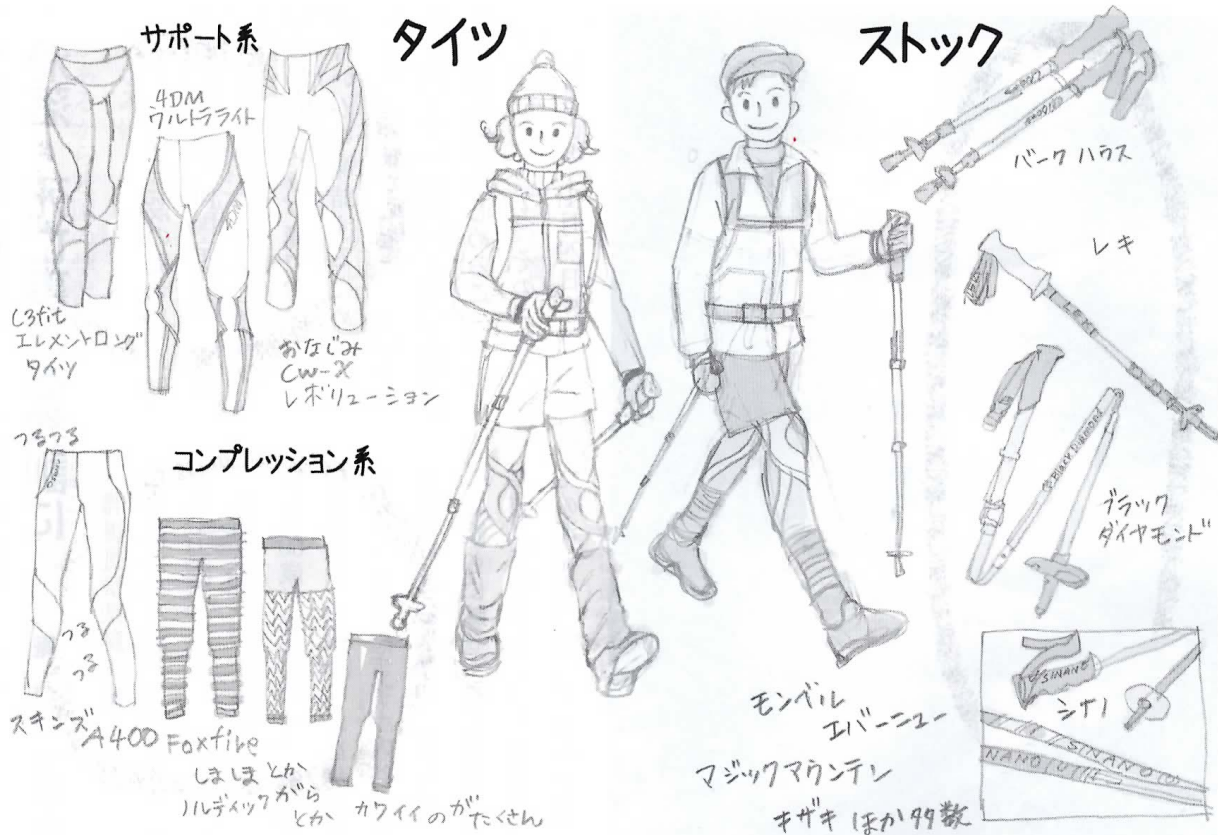 タイツ
サポート系
4DM
ウルトラライト
C3fit
エレメントロング
タイツ
おなじみ
CW-X
レボリューション
コンプレッション系
つるつる
つる
つる
スキンズ A400
Foxfire
しましまとか
ノルディックがら
とか
カワイイのがたくさん
ストック
バーグハウス
レキ
LEKI
Black Diamond
ブラック
ダイヤモンド
SINANO
シナノ
SINANO
NANO
モンベル
エバーニュー
マジックマウンテン
キザキ ほか多数